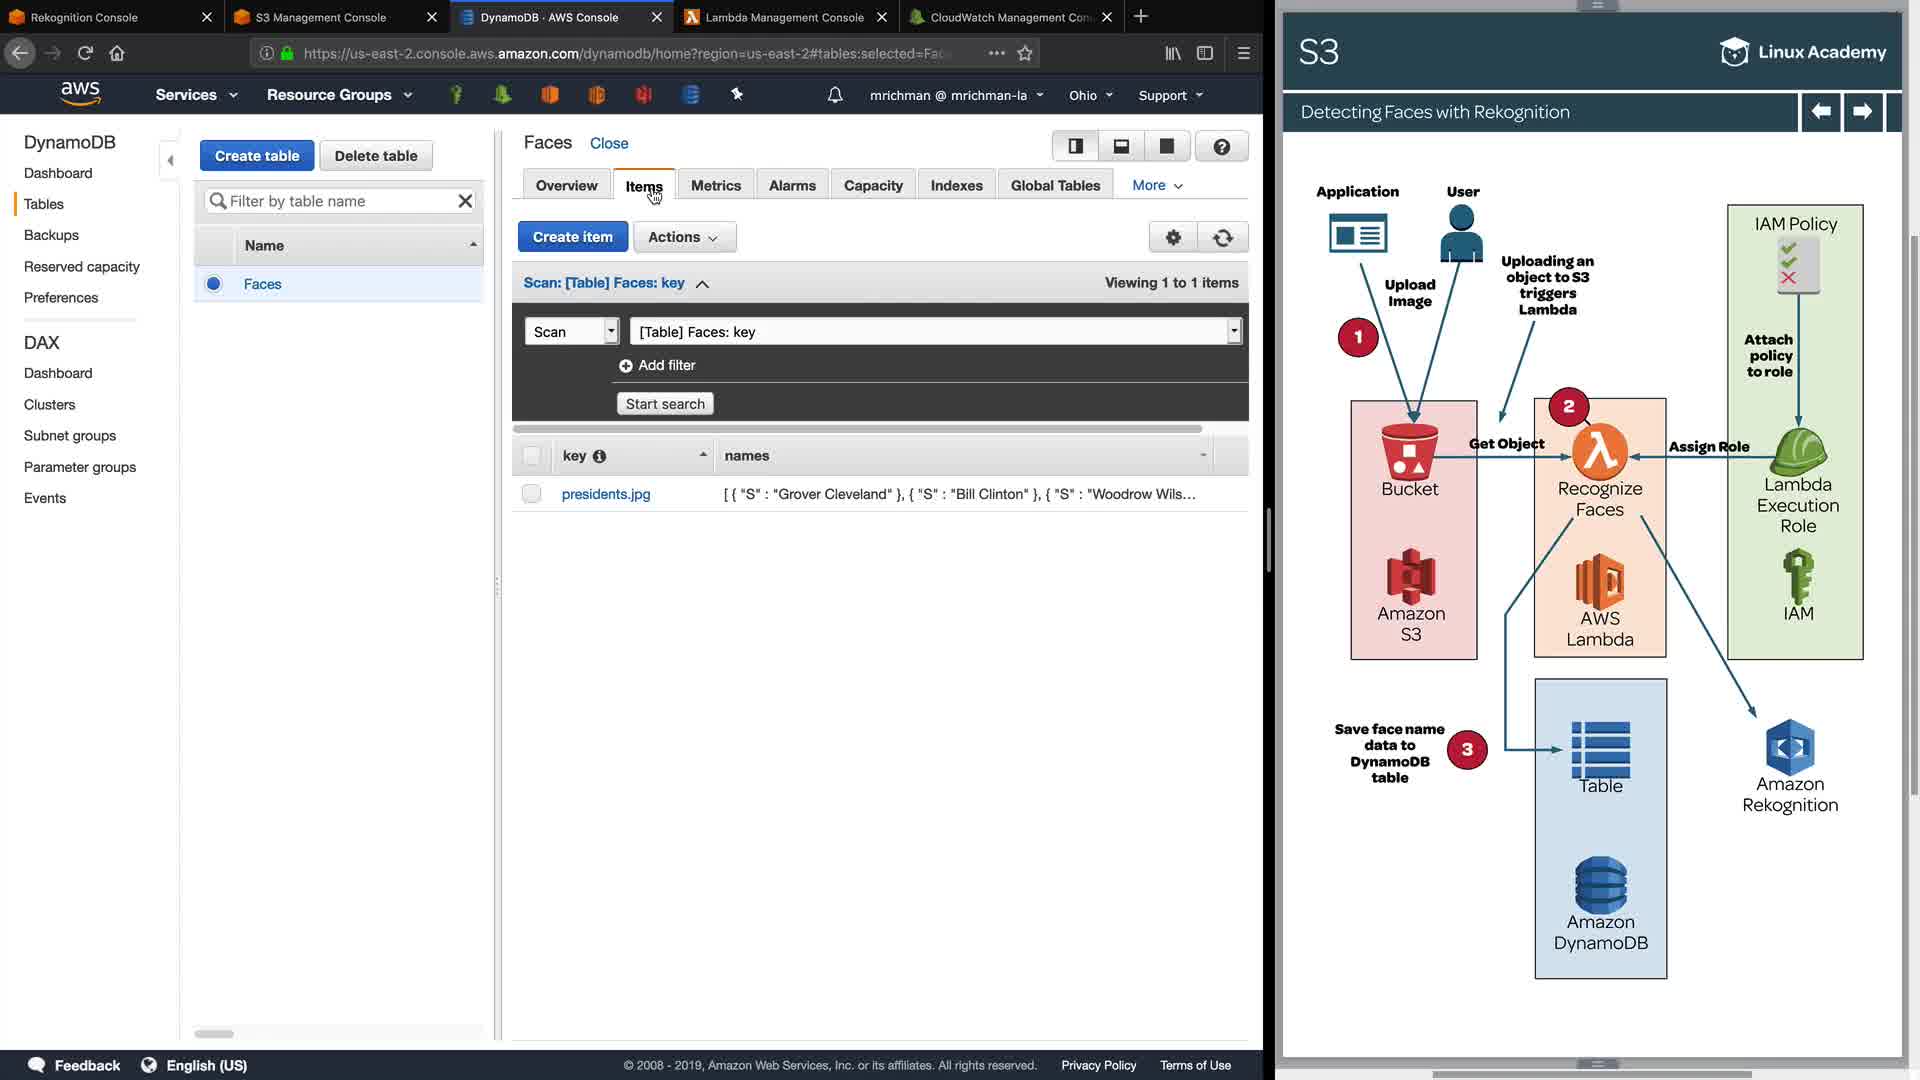 Rekognition Console
S3 Management Console
DynamoDB · AWS Console
Lambda Management Console
CloudWatch Management Con
https://us-east-2.console.aws.amazon.com/dynamodb/home?region=us-east-2#tables:selected=Fac
aws
Services
Resource Groups
mrichman @ mrichman-la
Ohio
Support
DynamoDB
Dashboard
Tables
Backups
Reserved capacity
Preferences
DAX
Dashboard
Clusters
Subnet groups
Parameter groups
Events
Create table
Delete table
Filter by table name
Name
Faces
Faces
Close
Overview
Items
Metrics
Alarms
Capacity
Indexes
Global Tables
More
Create item
Actions
Scan: [Table] Faces: key
Viewing 1 to 1 items
Scan
[Table] Faces: key
Add filter
Start search
key
names
presidents.jpg
[ { "S" : "Grover Cleveland" }, { "S" : "Bill Clinton" }, { "S" : "Woodrow Wils...
Feedback
English (US)
© 2008 - 2019, Amazon Web Services, Inc. or its affiliates. All rights reserved.
Privacy Policy
Terms of Use
S3
Linux Academy
Detecting Faces with Rekognition
Application
User
Upload
Image
Uploading an
object to S3
triggers
Lambda
IAM Policy
1
Attach
policy
to role
2
Get Object
Assign Role
Bucket
Recognize
Faces
Lambda
Execution
Role
Amazon
S3
AWS
Lambda
IAM
Save face name
data to
DynamoDB
table
3
Table
Amazon
Rekognition
Amazon
DynamoDB